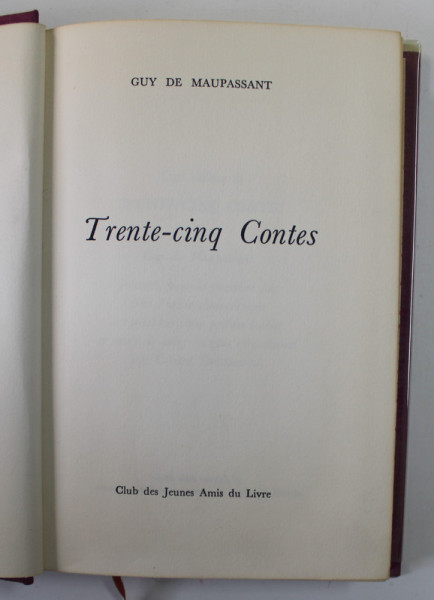 GUY DE MAUPASSANT
Trente-cinq Contes
Club des Jeunes Amis du Livre